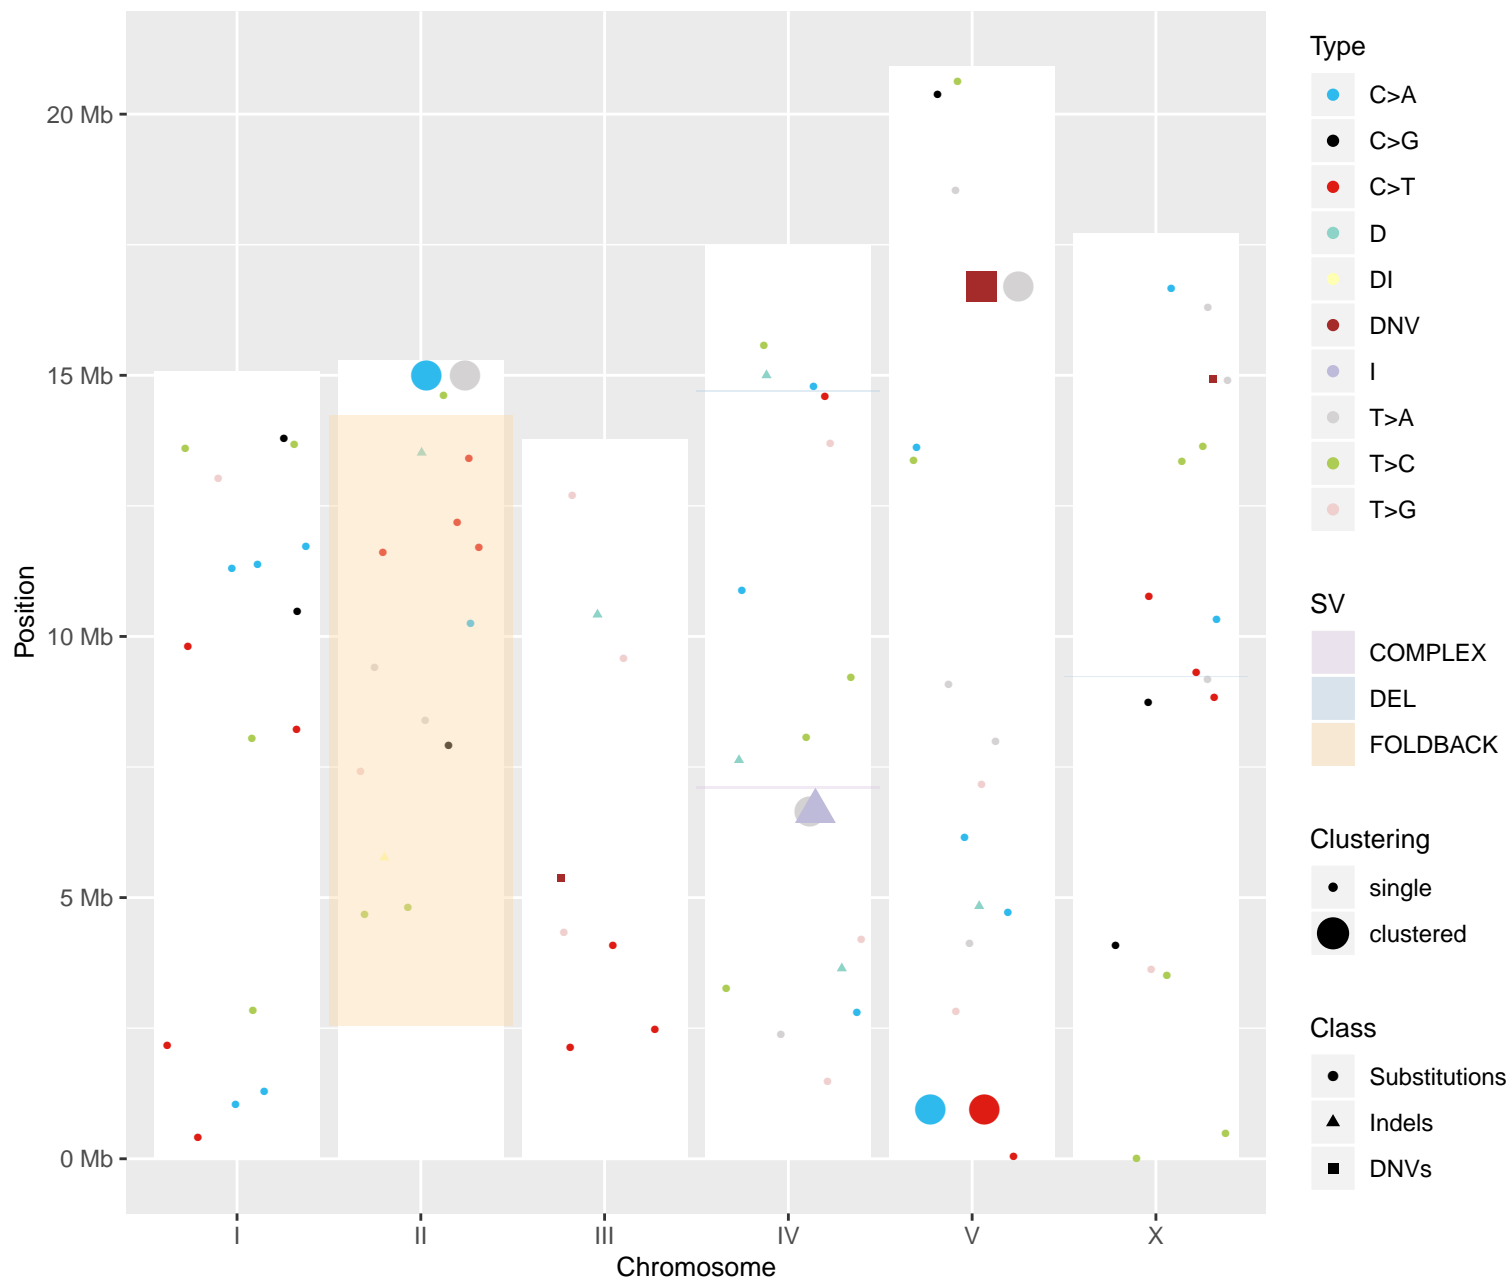 20 Mb
15 Mb
10 Mb
5 Mb
0 Mb
Position
I
II
III
IV
V
X
Chromosome
Type
C>A
C>G
C>T
D
DI
DNV
I
T>A
T>C
T>G
SV
COMPLEX
DEL
FOLDBACK
Clustering
single
clustered
Class
Substitutions
Indels
DNVs